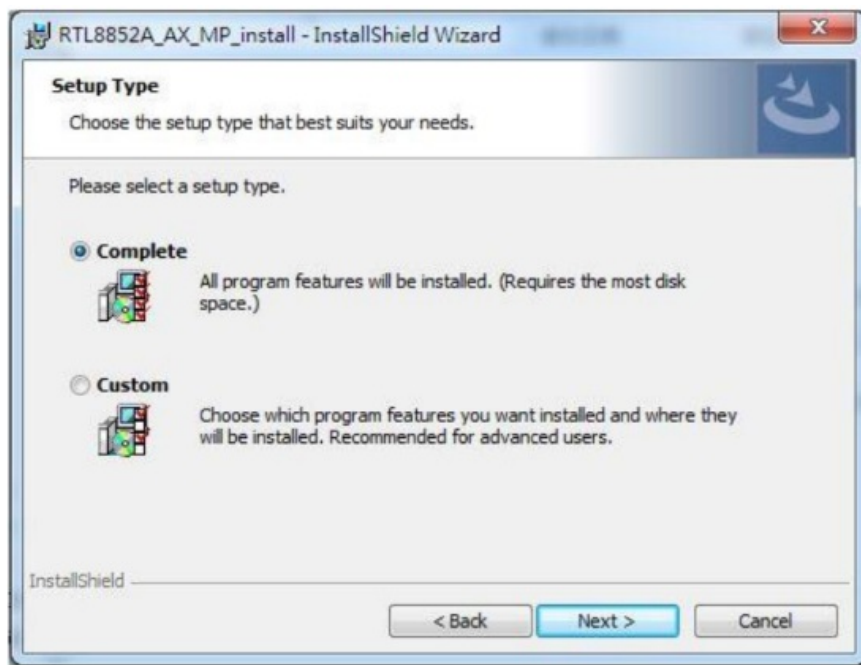 RTL8852A_AX_MP_install - InstallShield Wizard
Setup Type
Choose the setup type that best suits your needs.
Please select a setup type.
Complete
All program features will be installed. (Requires the most disk
space.)
Custom
Choose which program features you want installed and where they
will be installed. Recommended for advanced users.
InstallShield
< Back
Next >
Cancel